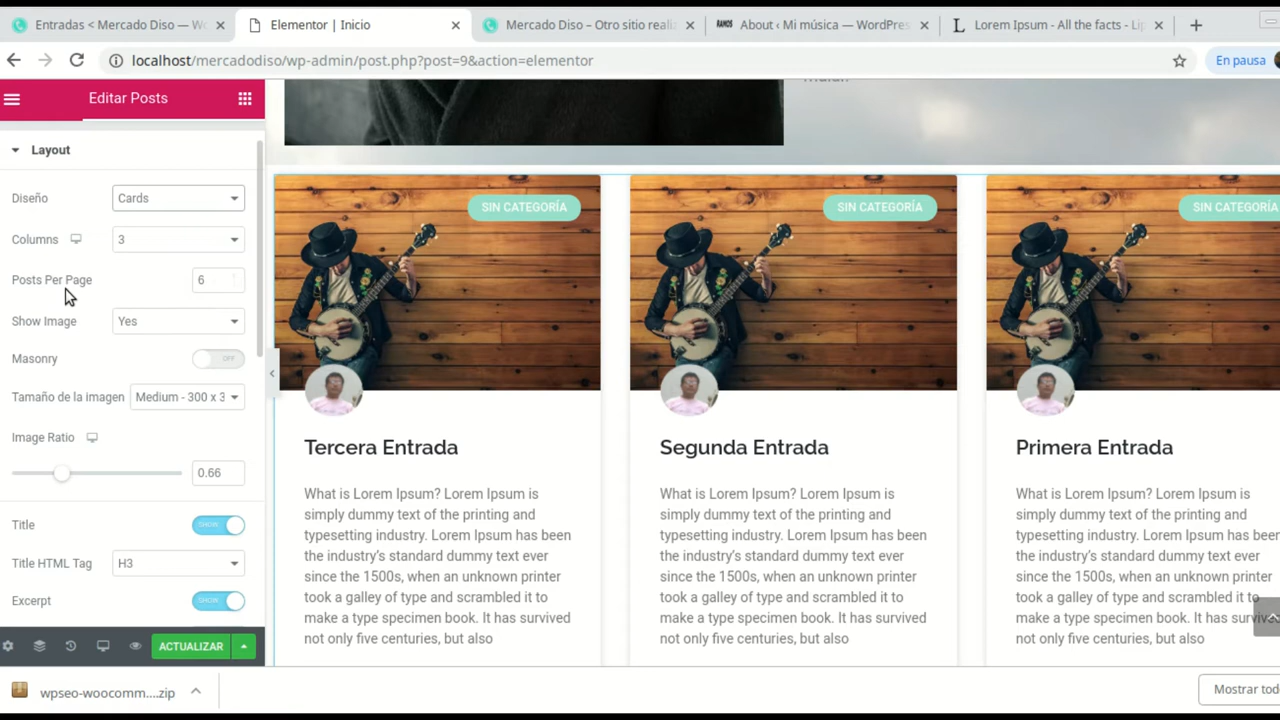 Entradas < Mercado Diso — Wo
Elementor | Inicio
Mercado Diso – Otro sitio reali
RAMOS
About ‹ Mi música — WordPres
L
Lorem Ipsum - All the facts - Lip
localhost/mercadodiso/wp-admin/post.php?post=9&action=elementor
En pausa
Editar Posts
Layout
Diseño
Cards
Columns
3
Posts Per Page
6
Show Image
Yes
Masonry
OFF
Tamaño de la imagen
Medium - 300 x 3
Image Ratio
0.66
Title
SHOW
Title HTML Tag
H3
Excerpt
SHOW
ACTUALIZAR
SIN CATEGORÍA
Tercera Entrada
What is Lorem Ipsum? Lorem Ipsum is
simply dummy text of the printing and
typesetting industry. Lorem Ipsum has been
the industry's standard dummy text ever
since the 1500s, when an unknown printer
took a galley of type and scrambled it to
make a type specimen book. It has survived
not only five centuries, but also
SIN CATEGORÍA
Segunda Entrada
What is Lorem Ipsum? Lorem Ipsum is
simply dummy text of the printing and
typesetting industry. Lorem Ipsum has been
the industry's standard dummy text ever
since the 1500s, when an unknown printer
took a galley of type and scrambled it to
make a type specimen book. It has survived
not only five centuries, but also
SIN CATEGORÍA
Primera Entrada
What is Lorem Ipsum? Lorem Ipsum is
simply dummy text of the printing and
typesetting industry. Lorem Ipsum has been
the industry's standard dummy text ever
since the 1500s, when an unknown printer
took a galley of type and scrambled it to
make a type specimen book. It has survived
not only five centuries, but also
wpseo-woocomm....zip
Mostrar tod